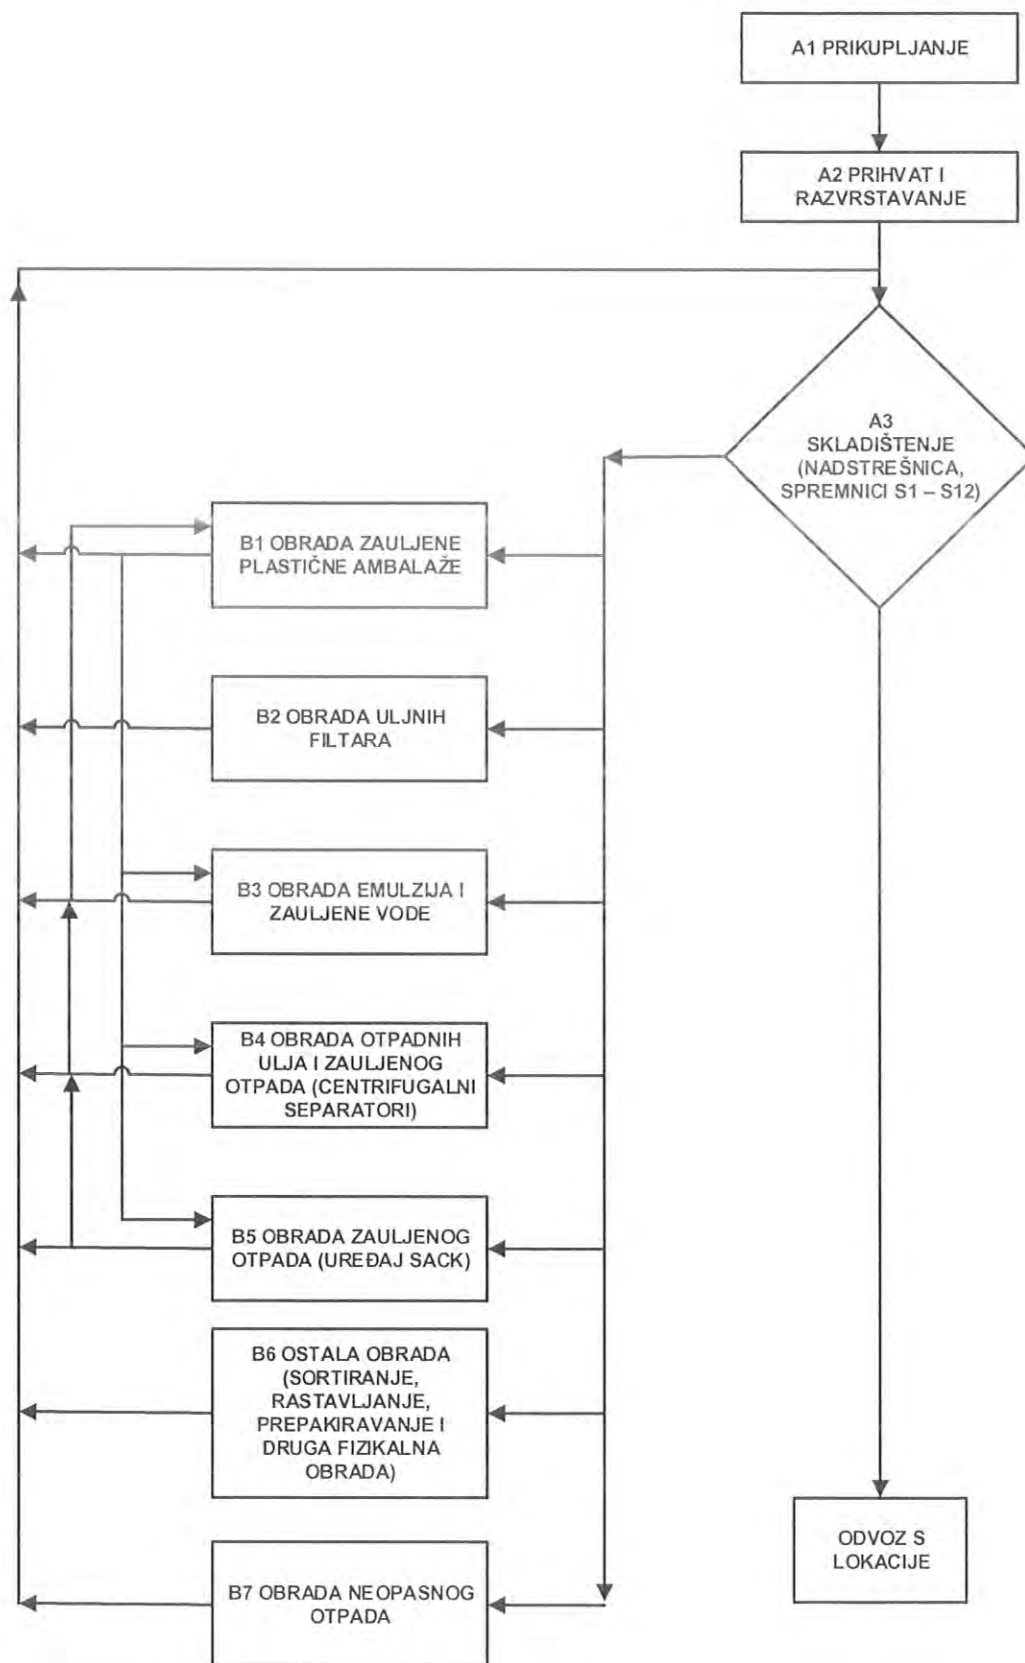 A1 PRIKUPLJANJE
A2 PRIHVAT I
RAZVRSTAVANJE
A3
SKLADIŠTENJE
(NADSTREŠNICA,
SPREMNICI S1 – S12)
B1 OBRADA ZAULJENE
PLASTIČNE AMBALAŽE
B2 OBRADA ULJNIH
FILTARA
B3 OBRADA EMULZIJA I
ZAULJENE VODE
B4 OBRADA OTPADNIH
ULJA I ZAULJENOG
OTPADA (CENTRIFUGALNI
SEPARATORI)
B5 OBRADA ZAULJENOG
OTPADA (UREĐAJ SACK)
B6 OSTALA OBRADA
(SORTIRANJE,
RASTAVLJANJE,
PREPAKIRAVANJE I
DRUGA FIZIKALNA
OBRADA)
ODVOZ S
LOKACIJE
B7 OBRADA NEOPASNOG
OTPADA